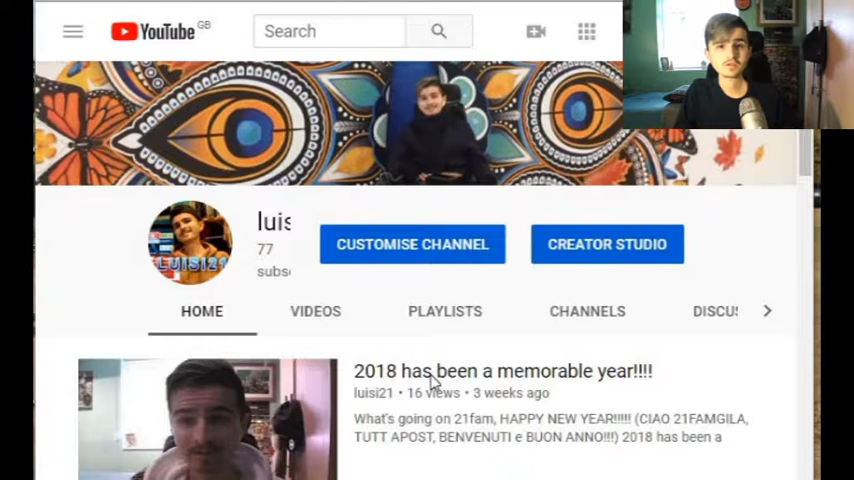 YouTube GB
Search
luis
77
subsc
CUSTOMISE CHANNEL
CREATOR STUDIO
LUISI21
HOME
VIDEOS
PLAYLISTS
CHANNELS
DISCUS
2018 has been a memorable year!!!!
luisi21 • 16 views • 3 weeks ago
What's going on 21fam, HAPPY NEW YEAR!!!!! (CIAO 21FAMGILA,
TUTT APOST, BENVENUTI e BUON ANNO!!!) 2018 has been a